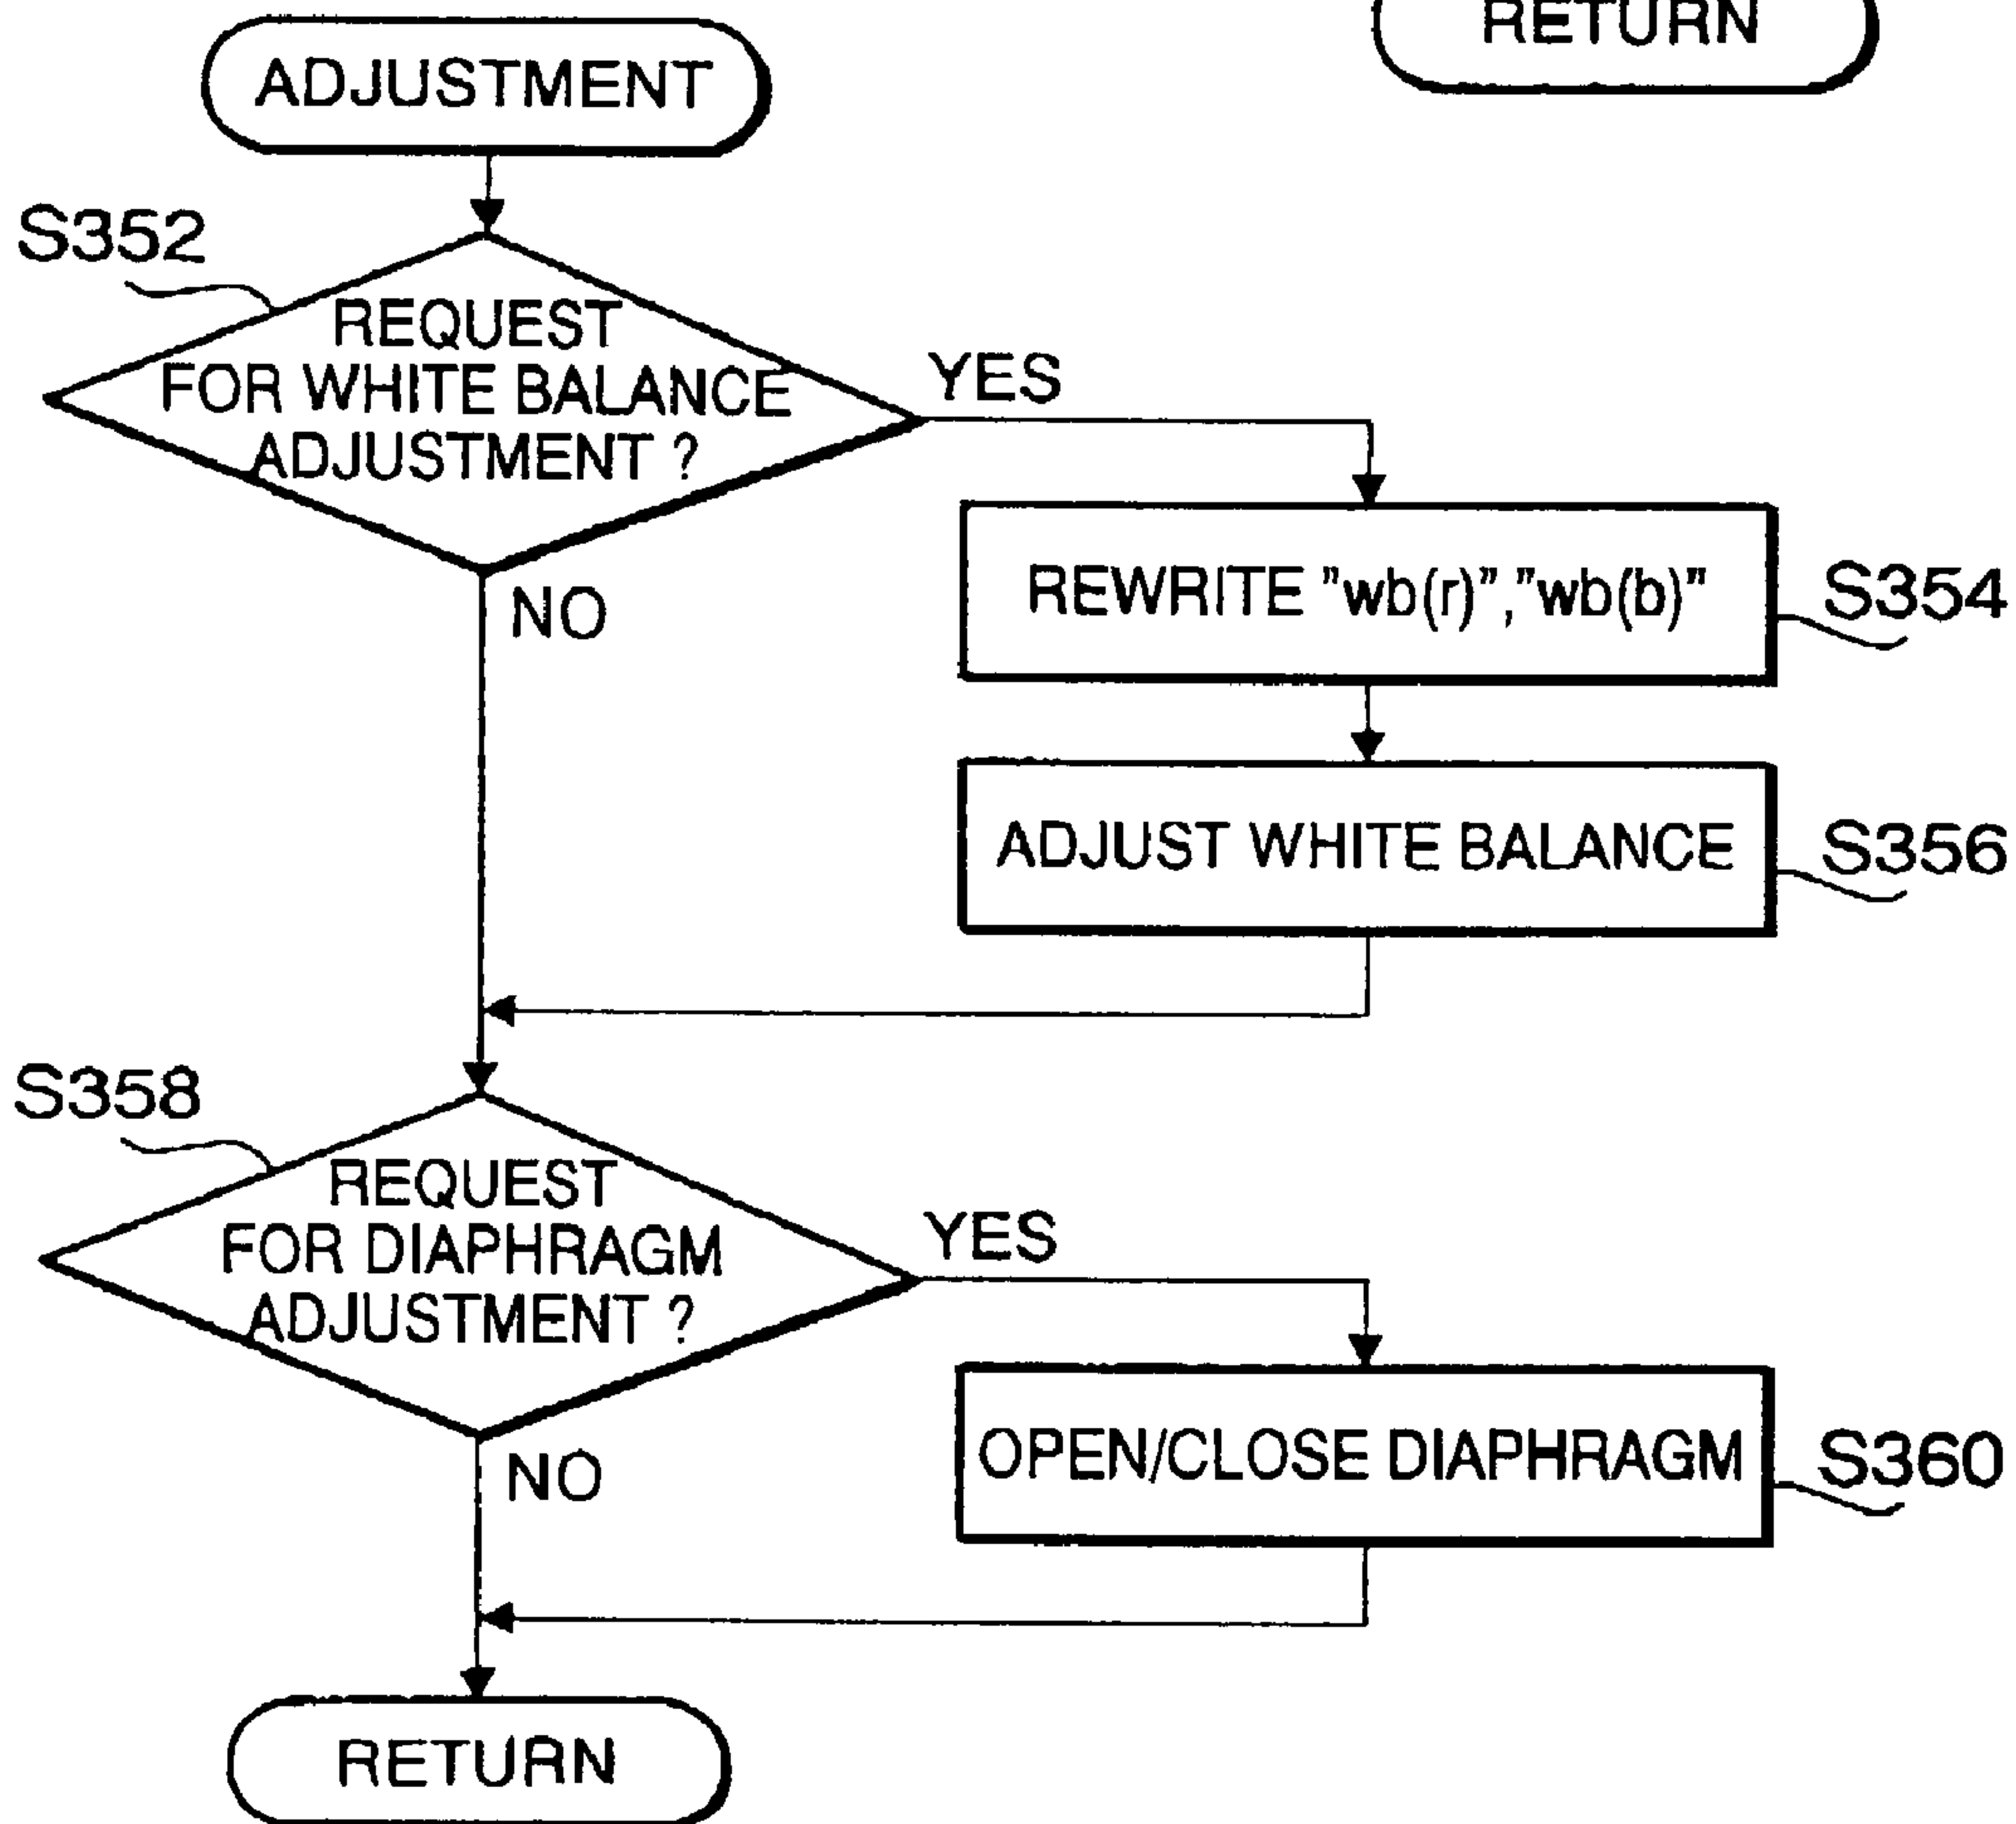 RETURN
ADJUSTMENT
S352
REQUEST
FOR WHITE BALANCE
ADJUSTMENT ?
YES
NO
REWRITE "wb(r)","wb(b)"
S354
ADJUST WHITE BALANCE
S356
S358
REQUEST
FOR DIAPHRAGM
ADJUSTMENT ?
YES
NO
OPEN/CLOSE DIAPHRAGM
S360
RETURN